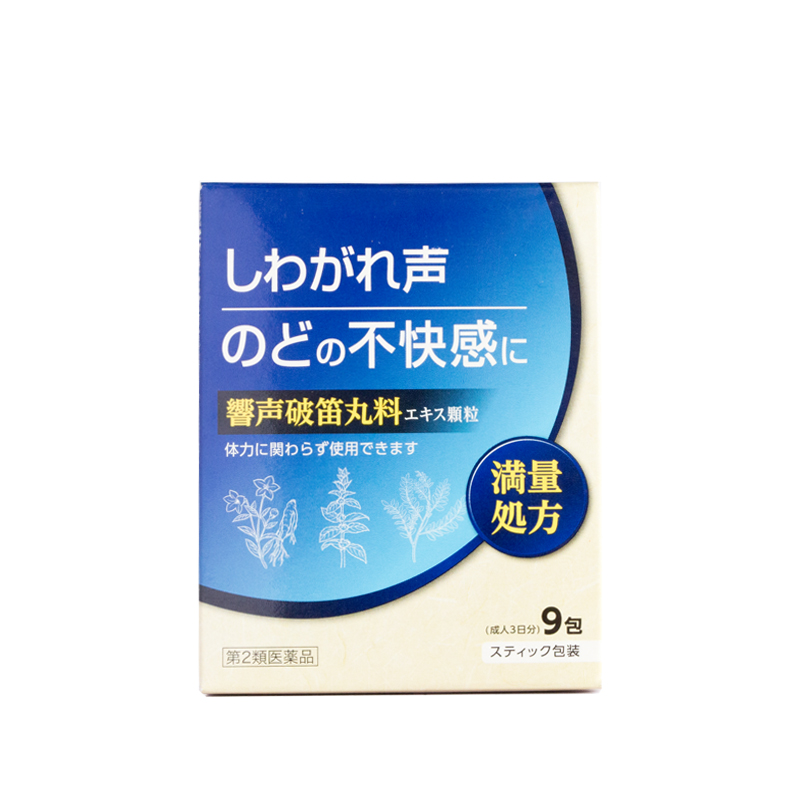 しわがれ声
のどの不快感に
響声破笛丸料エキス顆粒
体力に関わらず使用できます
満量
処方
(成人3日分) 9包
スティック包装
第2類医薬品